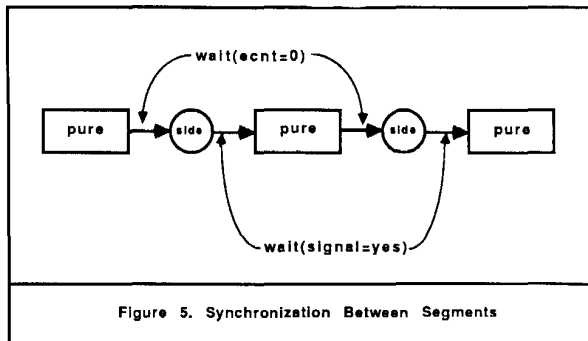 wait(ecnt=0)
pure side pure side pure
wait(signal=yes)
Figure 5. Synchronization Between Segments